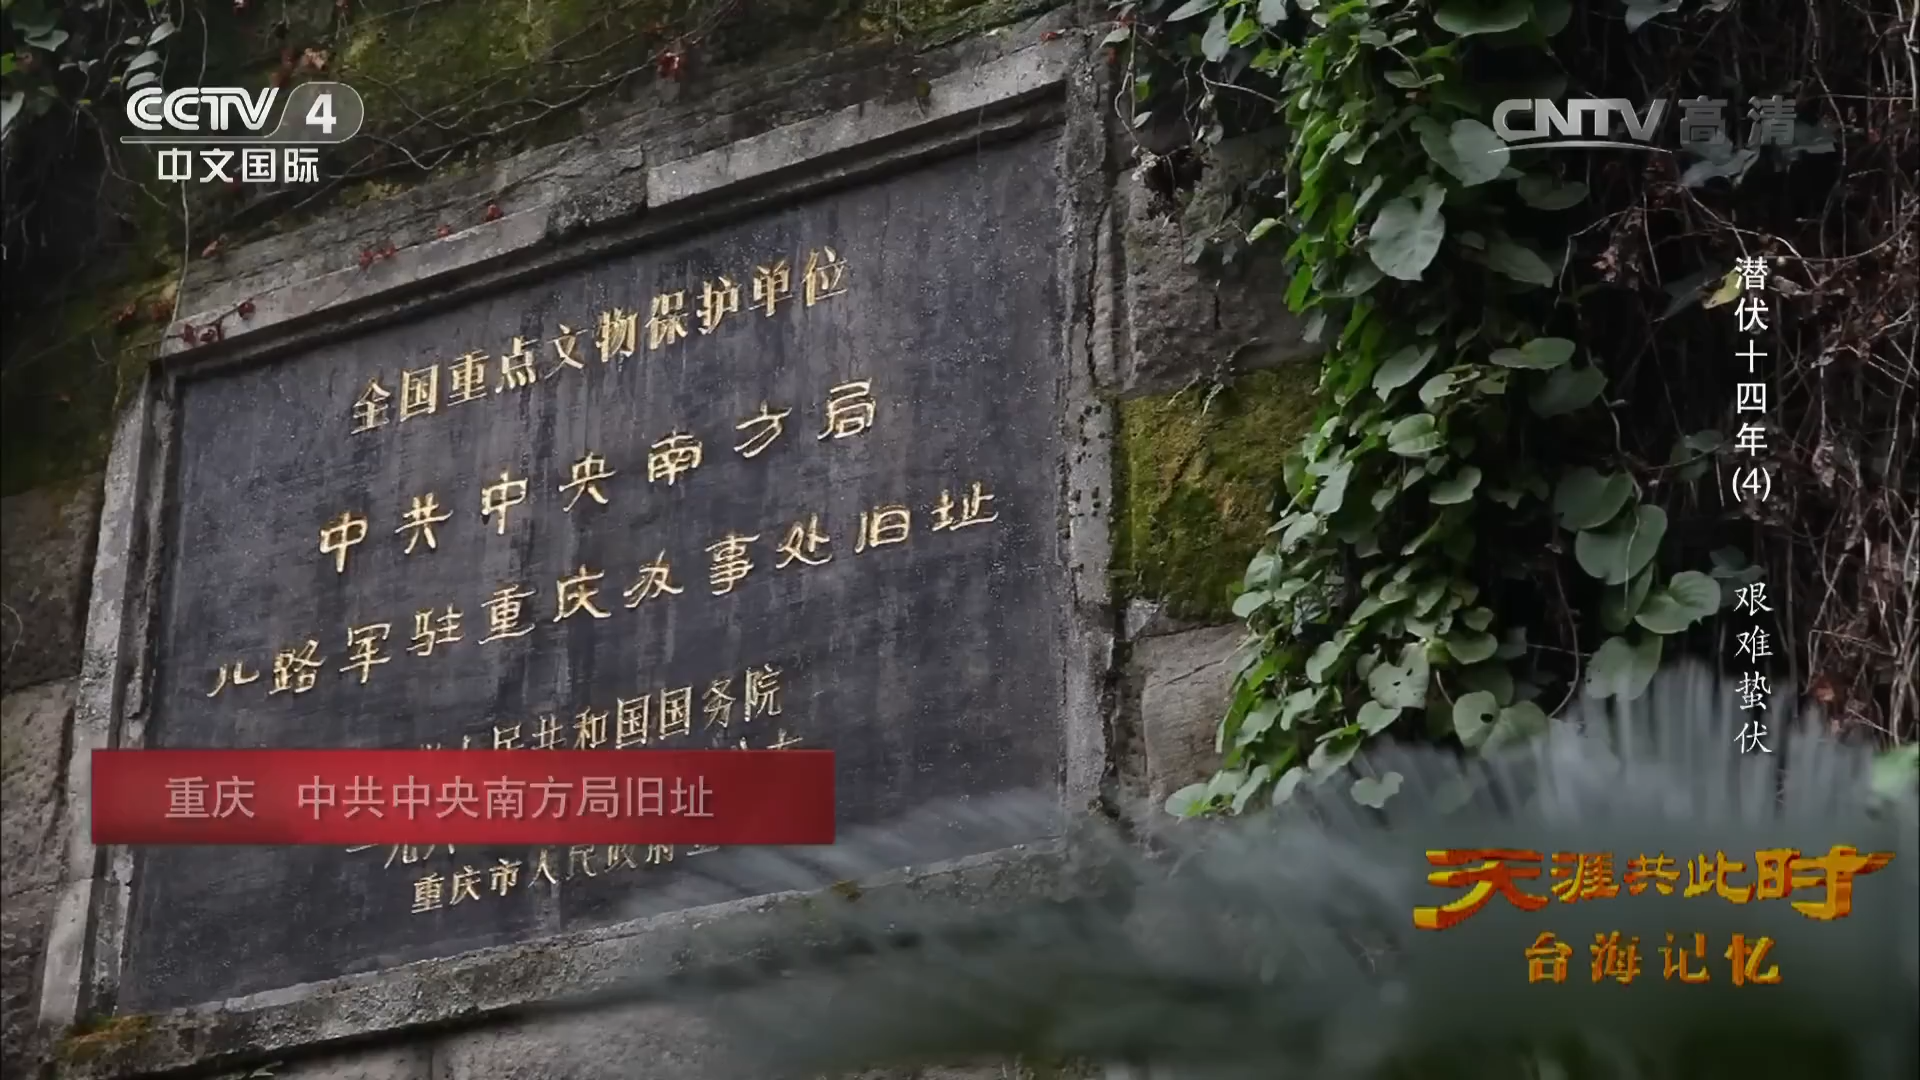 CCTV 4
中文国际
CNTV 高清
全国重点文物保护单位
中共中央南方局
八路军驻重庆办事处旧址
人民共和国国务院
重庆市人民政府
重庆 中共中央南方局旧址
潜伏十四年(4) 艰难蛰伏
天涯共此时
台海记忆